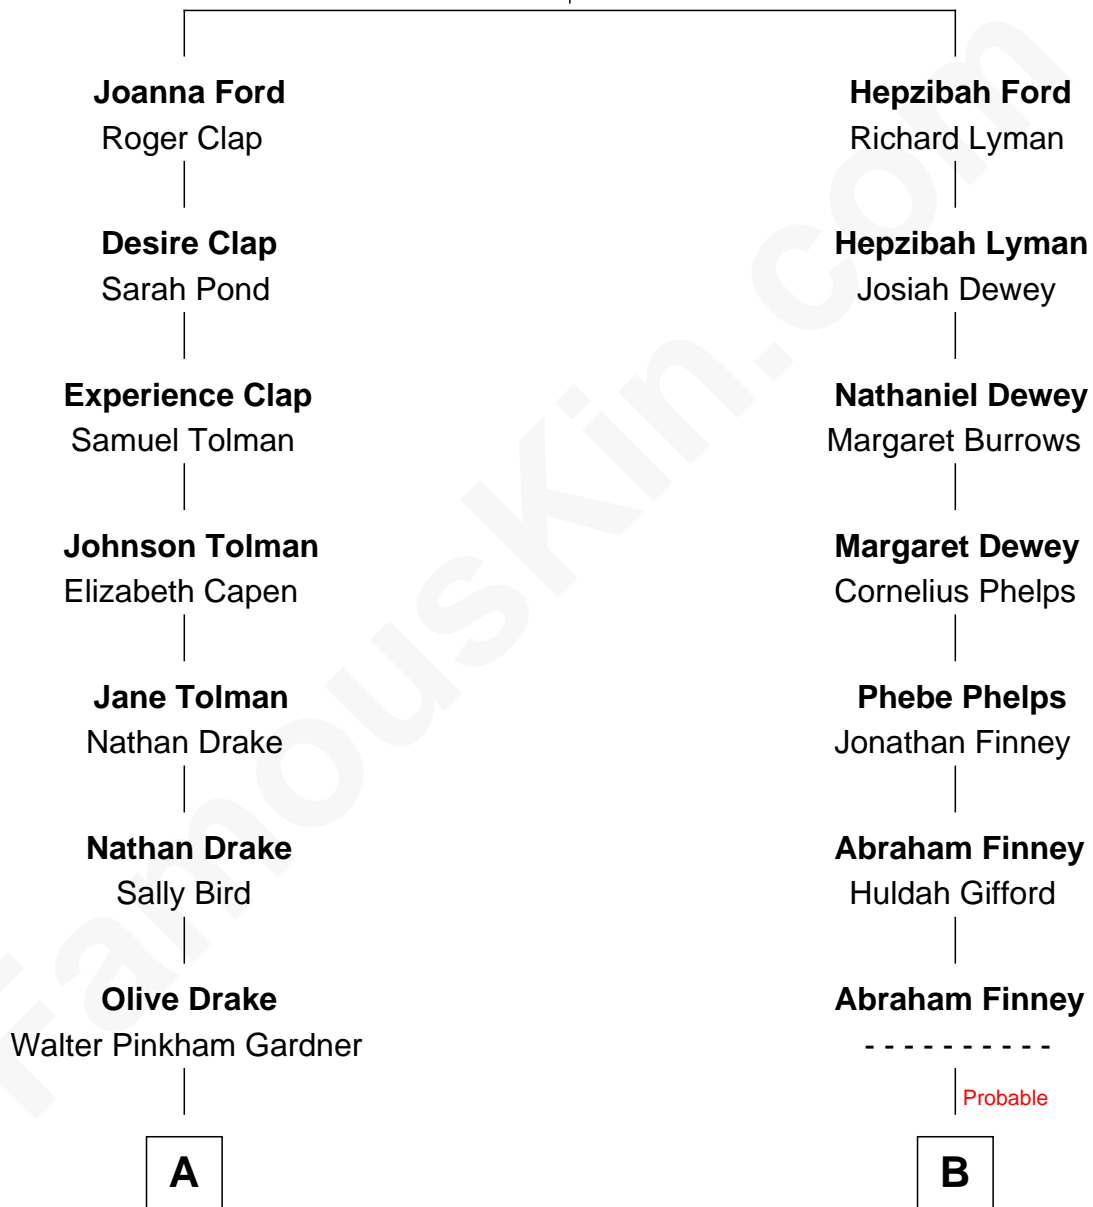 Joanna Ford
Roger Clap
Hepzibah Ford
Richard Lyman
Desire Clap
Sarah Pond
Hepzibah Lyman
Josiah Dewey
Experience Clap
Samuel Tolman
Nathaniel Dewey
Margaret Burrows
Johnson Tolman
Elizabeth Capen
Margaret Dewey
Cornelius Phelps
Jane Tolman
Nathan Drake
Phebe Phelps
Jonathan Finney
Nathan Drake
Sally Bird
Abraham Finney
Huldah Gifford
Olive Drake
Walter Pinkham Gardner
Abraham Finney
- - - - - - - - - -
Probable
A
B
FamousKin.com